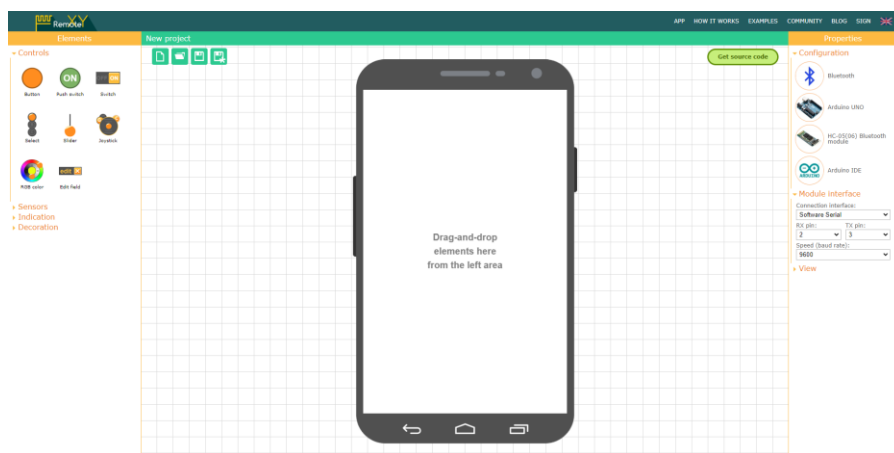 RemoteXY
APP HOW IT WORKS EXAMPLES COMMUNITY BLOG SIGN
Elements
New project
Properties
Controls
ON
Button Push switch Switch
Select Slider Joystick
edit
RGB color Edit field
Sensors
Indication
Decoration
Get source code
Drag-and-drop
elements here
from the left area
Configuration
Bluetooth
Arduino UNO
HC-05(06) Bluetooth
module
Arduino IDE
Module interface
Connection interface:
Software Serial
RX pin: TX pin:
2 3
Speed (baud rate):
9600
View